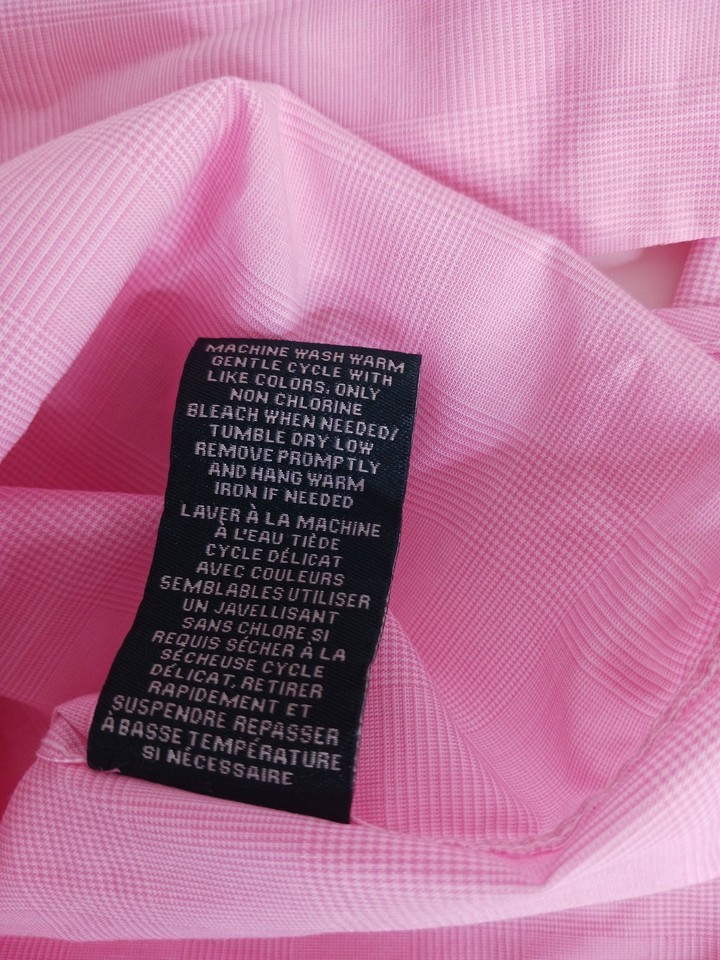 MACHINE WASH WARM
GENTLE CYCLE WITH
LIKE COLORS, ONLY
NON CHLORINE
BLEACH WHEN NEEDED/
TUMBLE DRY LOW
REMOVE PROMPTLY
AND HANG WARM
IRON IF NEEDED
LAVER À LA MACHINE
À L'EAU TIÈDE
CYCLE DÉLICAT
AVEC COULEURS
SEMBLABLES UTILISER
UN JAVELLISANT
SANS CHLORE SI
REQUIS SÉCHER À LA
SÉCHEUSE CYCLE
DÉLICAT, RETIRER
RAPIDEMENT ET
SUSPENDRE REPASSER
À BASSE TEMPÉRATURE
SI NÉCESSAIRE